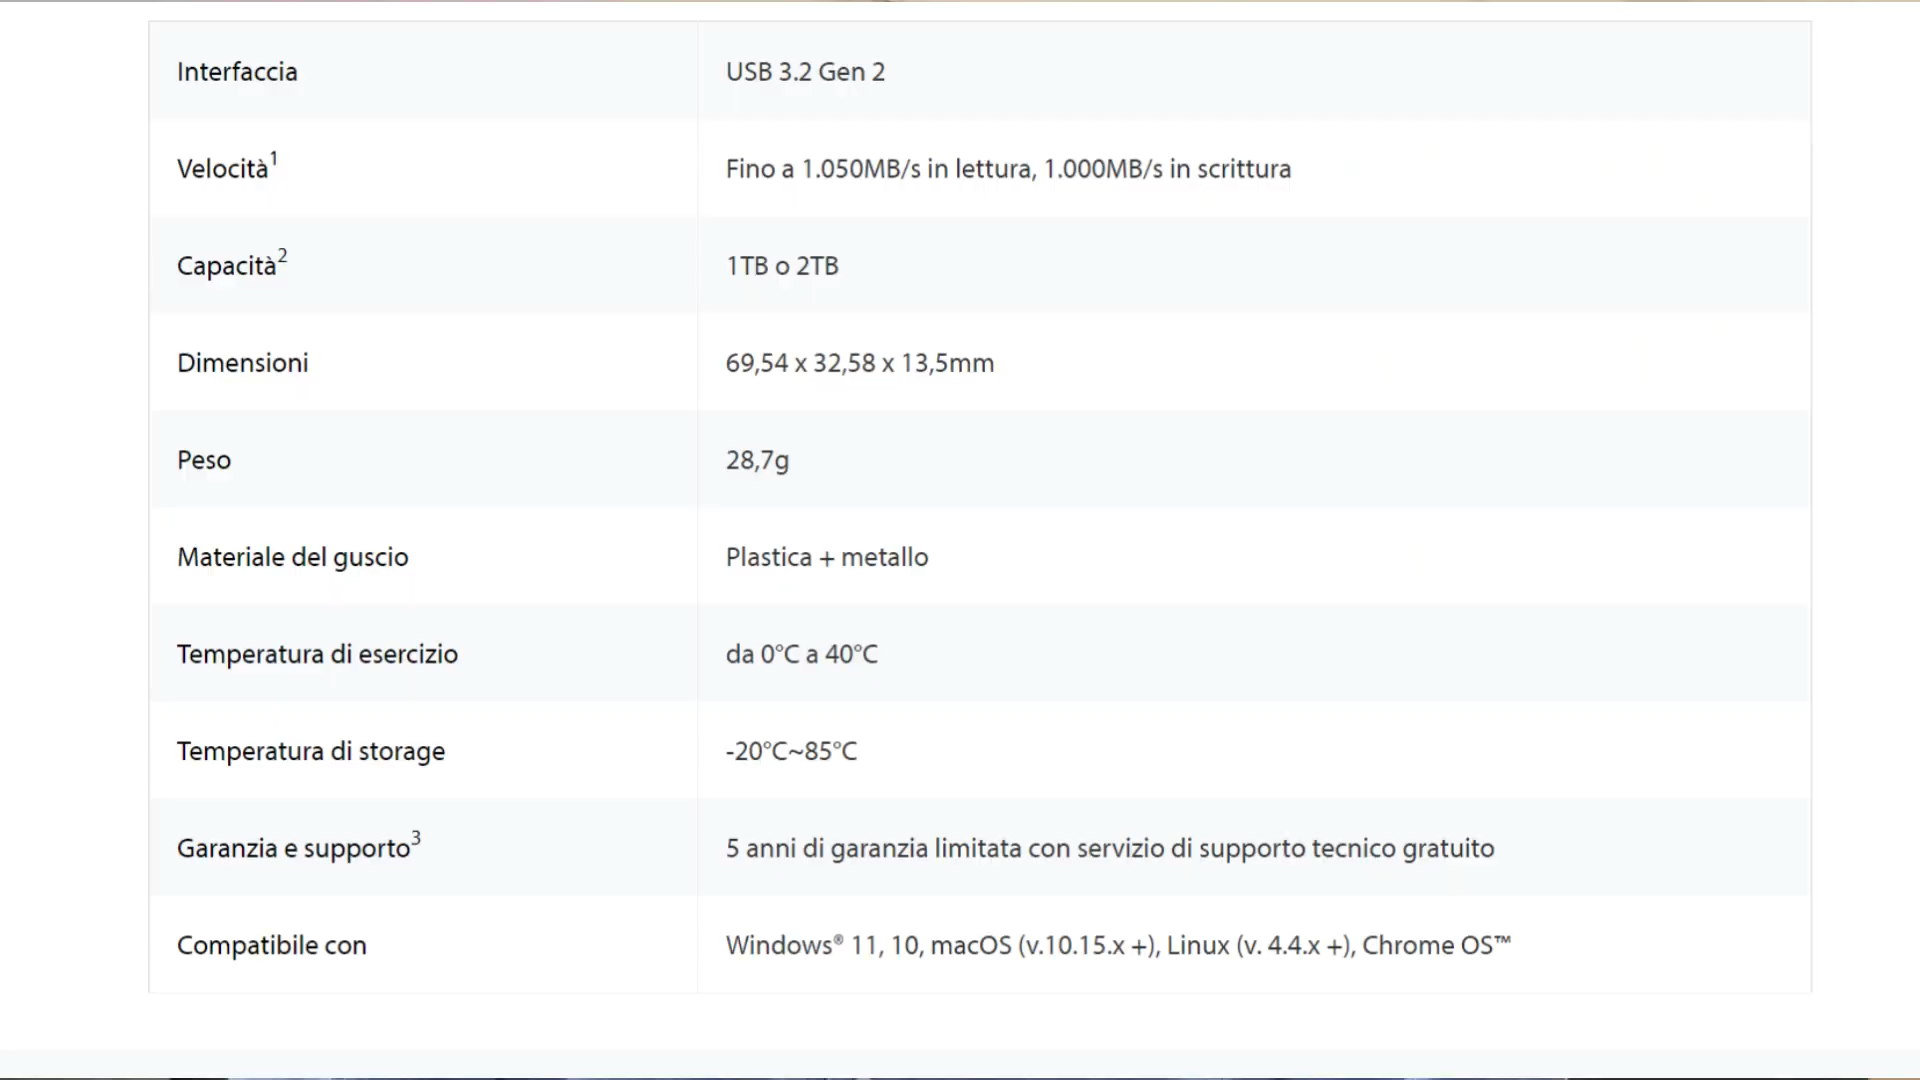 Interfaccia USB 3.2 Gen 2
Velocità¹ Fino a 1.050MB/s in lettura, 1.000MB/s in scrittura
Capacità² 1TB o 2TB
Dimensioni 69,54 x 32,58 x 13,5mm
Peso 28,7g
Materiale del guscio Plastica + metallo
Temperatura di esercizio da 0°C a 40°C
Temperatura di storage -20°C~85°C
Garanzia e supporto³ 5 anni di garanzia limitata con servizio di supporto tecnico gratuito
Compatibile con Windows® 11, 10, macOS (v.10.15.x +), Linux (v. 4.4.x +), Chrome OS™